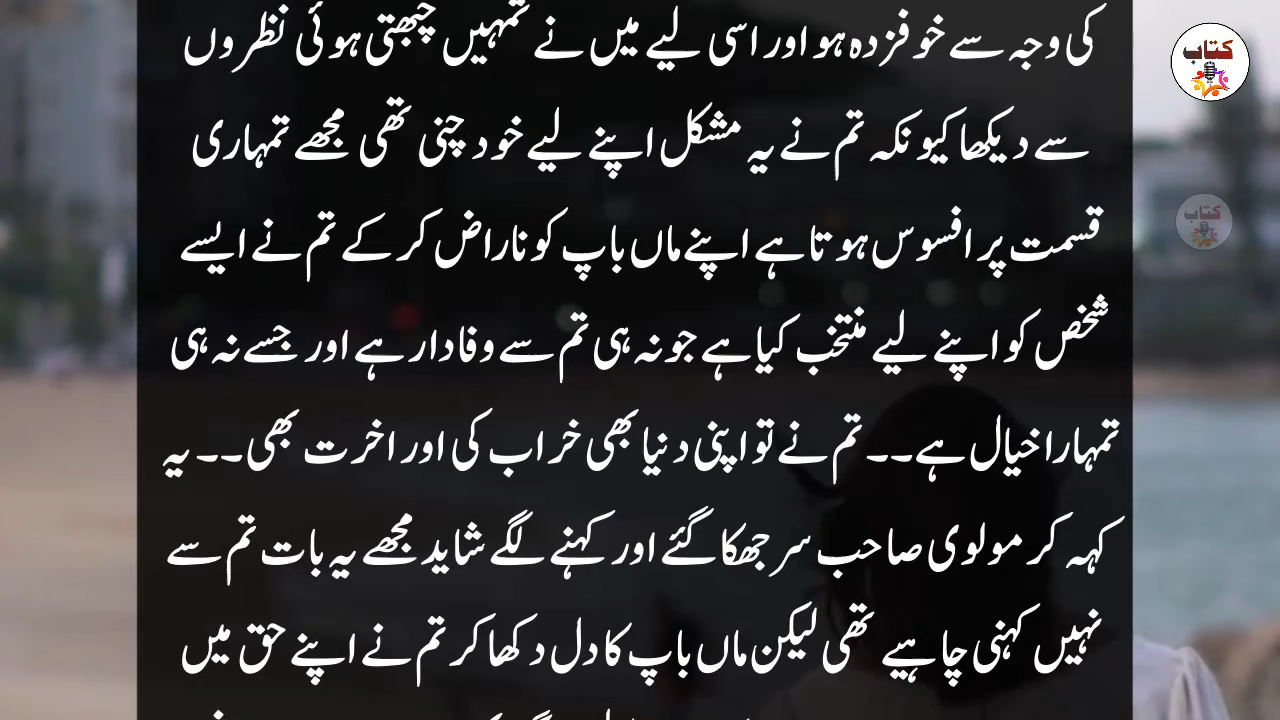 کی وجہ سے خوفزدہ ہو اور اسی لیے میں نے تمہیں چبھتی ہوئی نظروں
سے دیکھا کیونکہ تم نے یہ مشکل اپنے لیے خود چنی تھی مجھے تمہاری
قسمت پر افسوس ہوتا ہے اپنے ماں باپ کو ناراض کر کے تم نے ایسے
شخص کو اپنے لیے منتخب کیا ہے جو نہ ہی تم سے وفادار ہے اور جسے نہ ہی
تمہارا خیال ہے۔۔ تم نے تو اپنی دنیا بھی خراب کی اور اخرت بھی۔۔ یہ
کہہ کر مولوی صاحب سر جھکا گئے اور کہنے لگے شاید مجھے یہ بات تم سے
نہیں کہنی چاہیے تھی لیکن ماں باپ کا دل دکھا کر تم نے اپنے حق میں
کتاب
کتاب